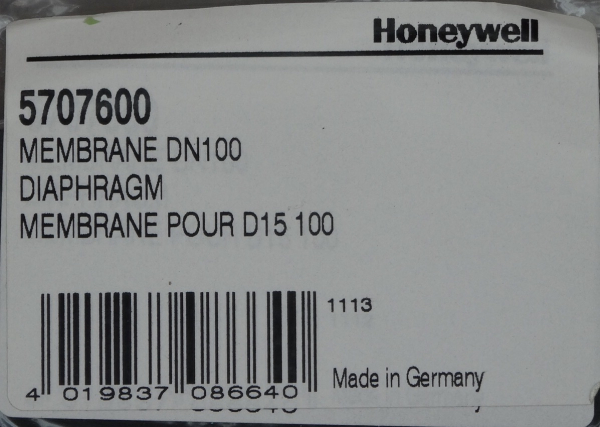 Honeywell
5707600
MEMBRANE DN100
DIAPHRAGM
MEMBRANE POUR D15 100
1113
4 019837 086640
Made in Germany